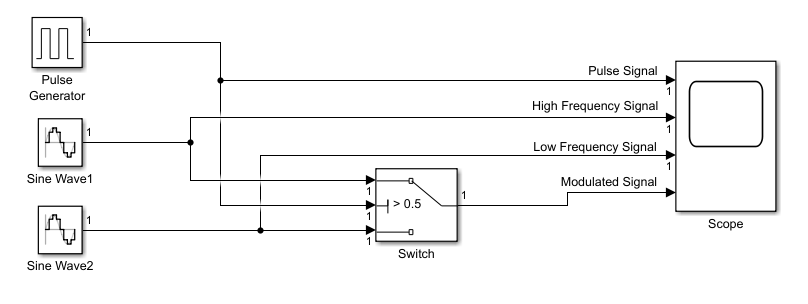 1
Pulse
Generator
Pulse Signal
1
High Frequency Signal
1
1
Sine Wave1
Low Frequency Signal
1
Modulated Signal
1
> 0.5
1
1
1
1
Sine Wave2
Switch
Scope